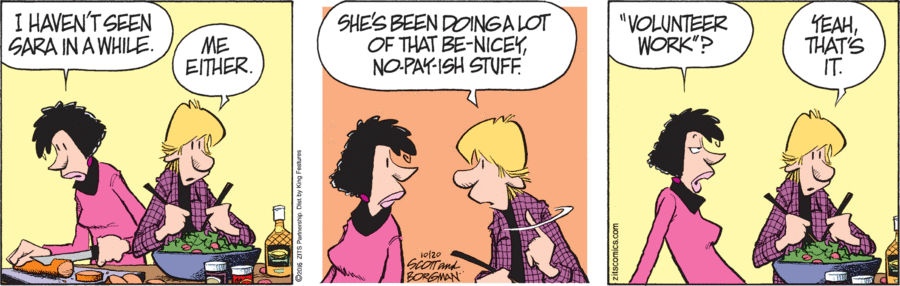 I HAVEN'T SEEN
SARA IN A WHILE.
ME
EITHER.
©2016 ZITS Partnership. Dist. by King Features
SHE'S BEEN DOING A LOT
OF THAT BE-NICEY,
NO-PAY-ISH STUFF.
10/20
SCOTT and
BORGMAN
"VOLUNTEER
WORK"?
YEAH,
THAT'S
IT.
zitscomics.com